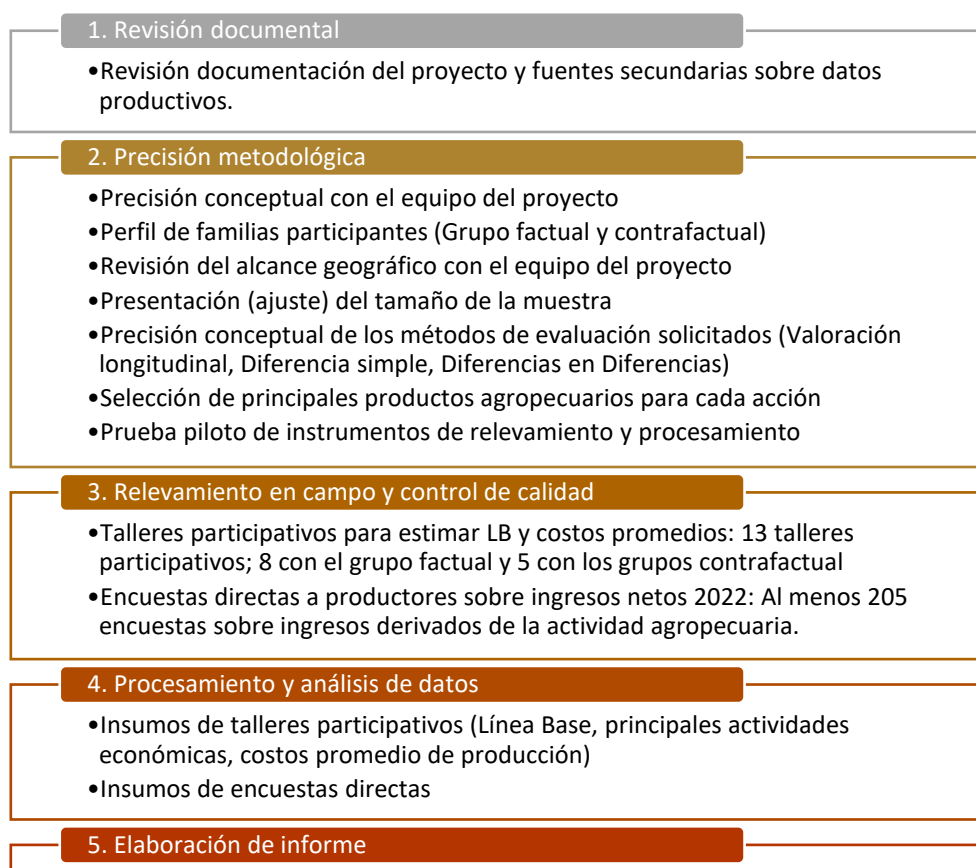 1. Revisión documental
•Revisión documentación del proyecto y fuentes secundarias sobre datos
productivos.
2. Precisión metodológica
•Precisión conceptual con el equipo del proyecto
•Perfil de familias participantes (Grupo factual y contrafactual)
•Revisión del alcance geográfico con el equipo del proyecto
•Presentación (ajuste) del tamaño de la muestra
•Precisión conceptual de los métodos de evaluación solicitados (Valoración
longitudinal, Diferencia simple, Diferencias en Diferencias)
•Selección de principales productos agropecuarios para cada acción
•Prueba piloto de instrumentos de relevamiento y procesamiento
3. Relevamiento en campo y control de calidad
•Talleres participativos para estimar LB y costos promedios: 13 talleres
participativos; 8 con el grupo factual y 5 con los grupos contrafactual
•Encuestas directas a productores sobre ingresos netos 2022: Al menos 205
encuestas sobre ingresos derivados de la actividad agropecuaria.
4. Procesamiento y análisis de datos
•Insumos de talleres participativos (Línea Base, principales actividades
económicas, costos promedio de producción)
•Insumos de encuestas directas
5. Elaboración de informe